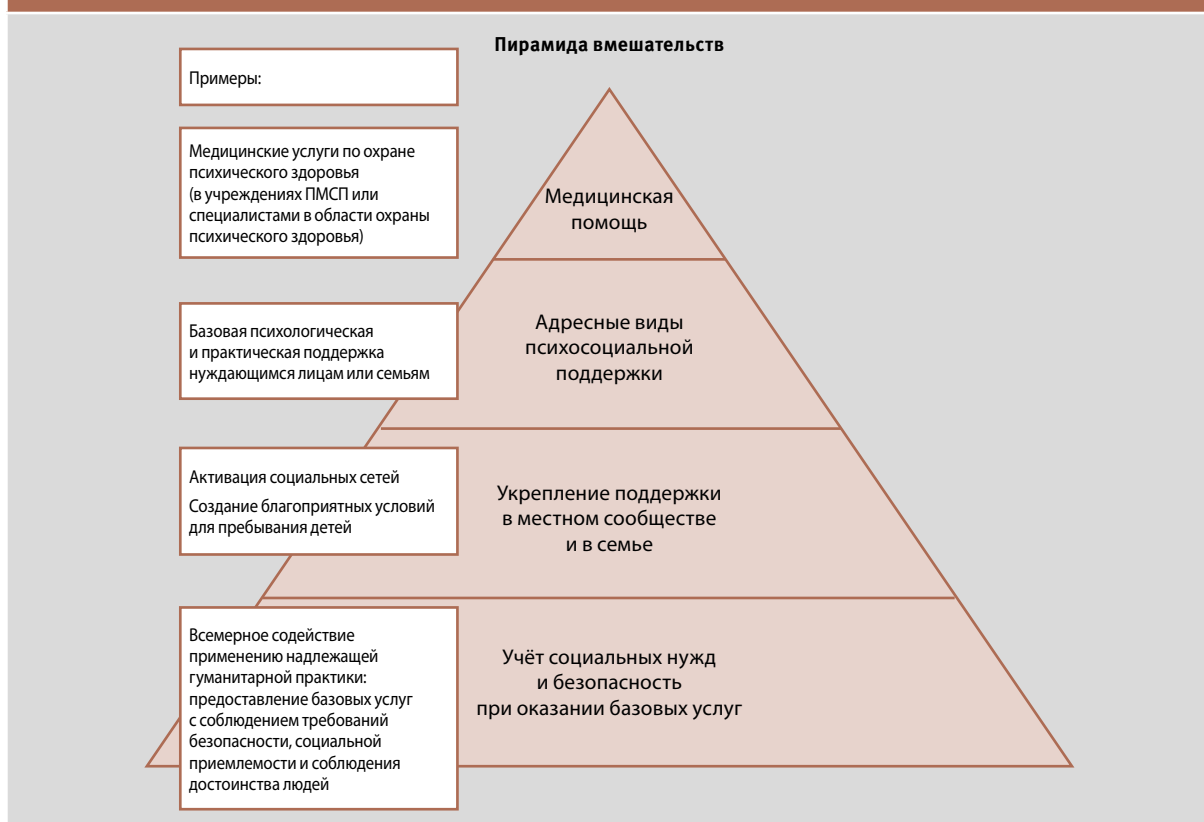 Пирамида вмешательств
Примеры:
Медицинские услуги по охране
психического здоровья
(в учреждениях ПМСП или
специалистами в области охраны
психического здоровья)
Медицинская
помощь
Базовая психологическая
и практическая поддержка
нуждающимся лицам или семьям
Адресные виды
психосоциальной
поддержки
Активация социальных сетей
Создание благоприятных условий
для пребывания детей
Укрепление поддержки
в местном сообществе
и в семье
Всемерное содействие
применению надлежащей
гуманитарной практики:
предоставление базовых услуг
с соблюдением требований
безопасности, социальной
приемлемости и соблюдения
достоинства людей
Учёт социальных нужд
и безопасность
при оказании базовых услуг